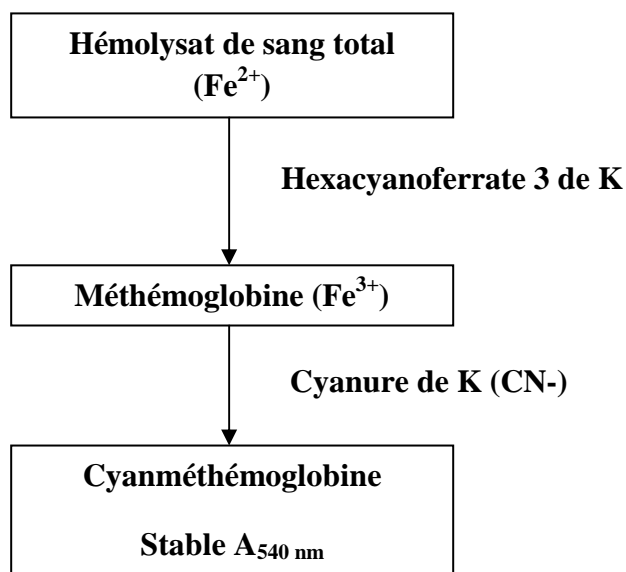 Hémolysat de sang total
(Fe²⁺)
Hexacyanoferrate 3 de K
Méthémoglobine (Fe³⁺)
Cyanure de K (CN-)
Cyanméthémoglobine
Stable A₅₄₀ ₙₘ